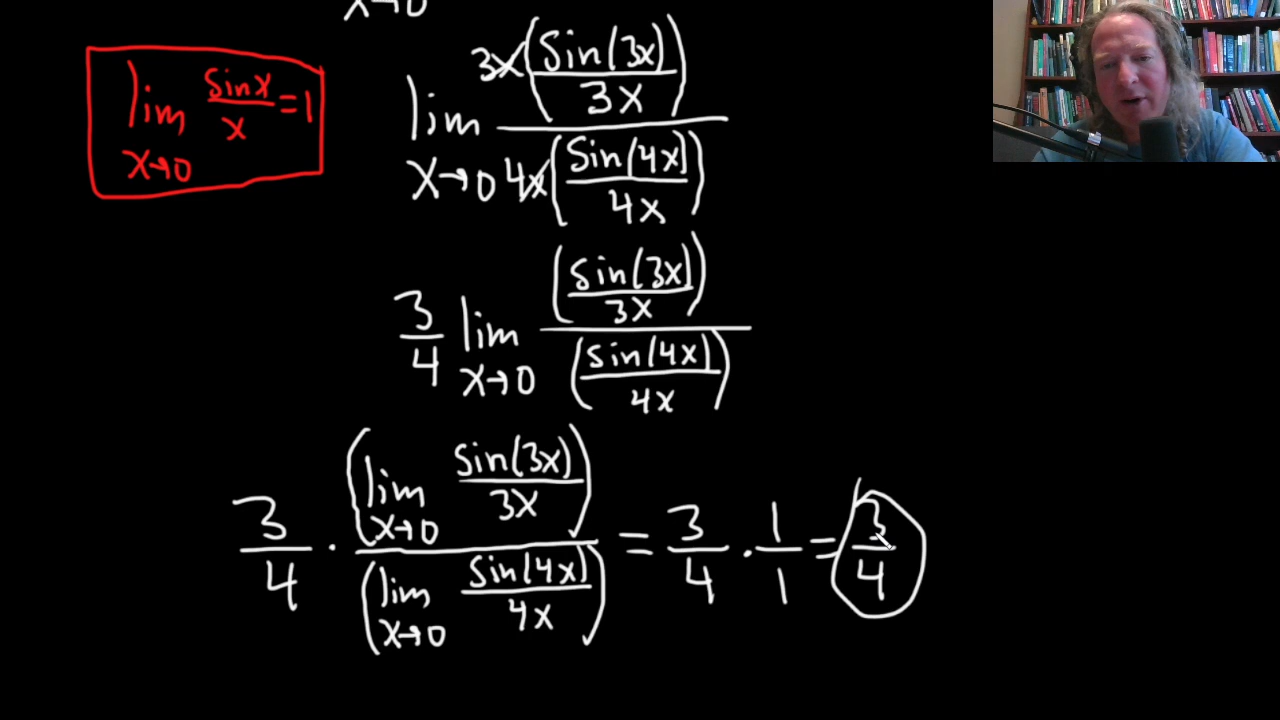 x→0
lim sin x / x = 1
x→0
lim 3x(sin(3x) / 3x) / 4x(sin(4x) / 4x)
x→0
3/4 lim (sin(3x) / 3x) / (sin(4x) / 4x)
x→0
3/4 · (lim x→0 sin(3x) / 3x) / (lim x→0 sin(4x) / 4x) = 3/4 · 1/1 = 3/4